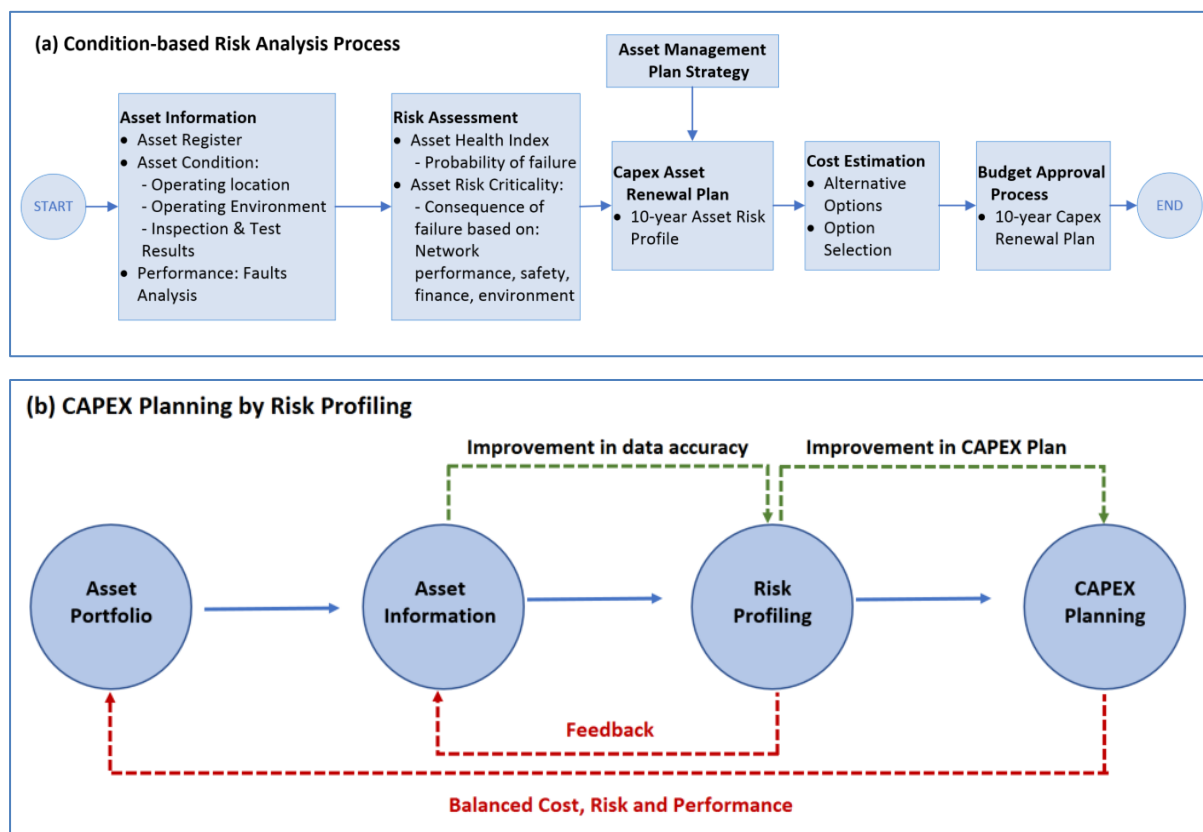 (a) Condition-based Risk Analysis Process
Asset Management
Plan Strategy
START
Asset Information
• Asset Register
• Asset Condition:
- Operating location
- Operating Environment
- Inspection & Test
Results
• Performance: Faults
Analysis
Risk Assessment
• Asset Health Index
- Probability of failure
• Asset Risk Criticality:
- Consequence of
failure based on:
Network
performance, safety,
finance, environment
Capex Asset
Renewal Plan
• 10-year Asset Risk
Profile
Cost Estimation
• Alternative
Options
• Option
Selection
Budget Approval
Process
• 10-year Capex
Renewal Plan
END
(b) CAPEX Planning by Risk Profiling
Improvement in data accuracy
Improvement in CAPEX Plan
Asset
Portfolio
Asset
Information
Risk
Profiling
CAPEX
Planning
Feedback
Balanced Cost, Risk and Performance